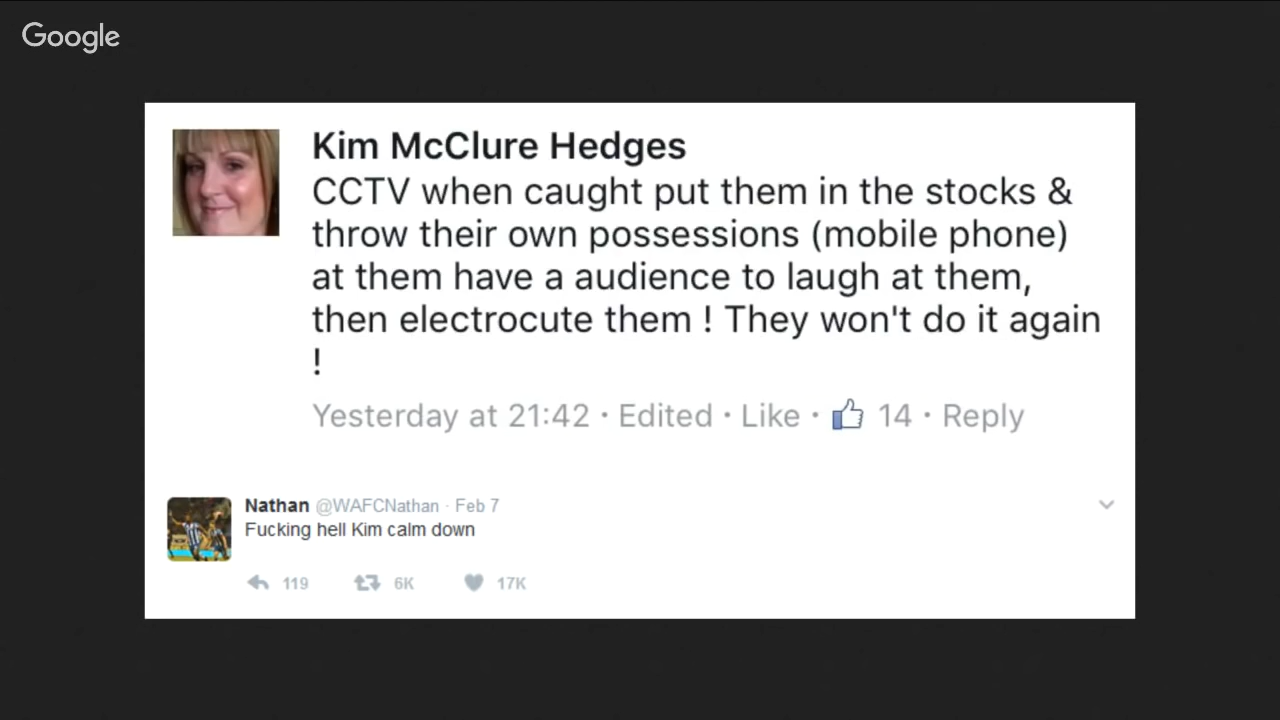 Google
Kim McClure Hedges
CCTV when caught put them in the stocks &
throw their own possessions (mobile phone)
at them have a audience to laugh at them,
then electrocute them ! They won't do it again
!
Yesterday at 21:42 · Edited · Like · 14 · Reply
Nathan @WAFCNathan · Feb 7
Fucking hell Kim calm down
119 6K 17K